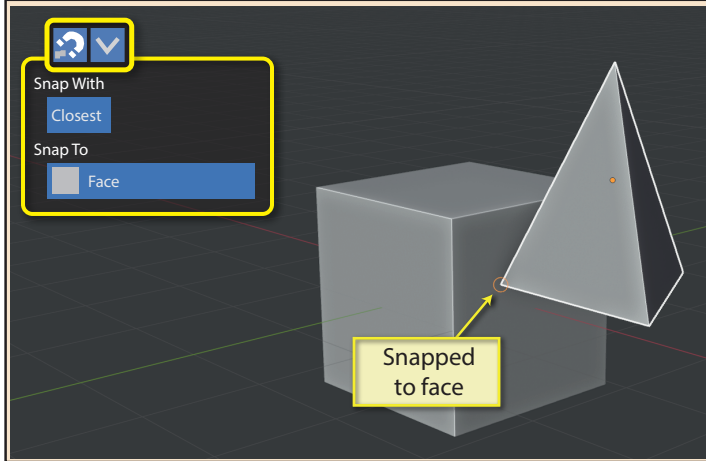 Snap With
Closest
Snap To
Face
Snapped
to face